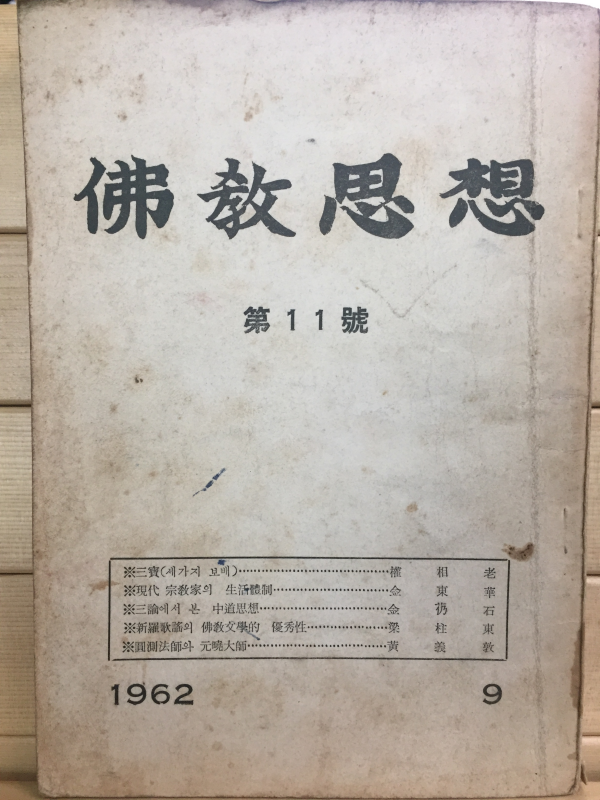 佛敎思想
第11號
※三寶(세가지 보배)……………………………權相老
※現代 宗敎家의 生活體制……………………金東華
※三論에서 본 中道思想………………………金仍石
※新羅歌謠의 佛敎文學的 優秀性………………梁柱東
※圓測法師와 元曉大師…………………………黃義敦
1962 9